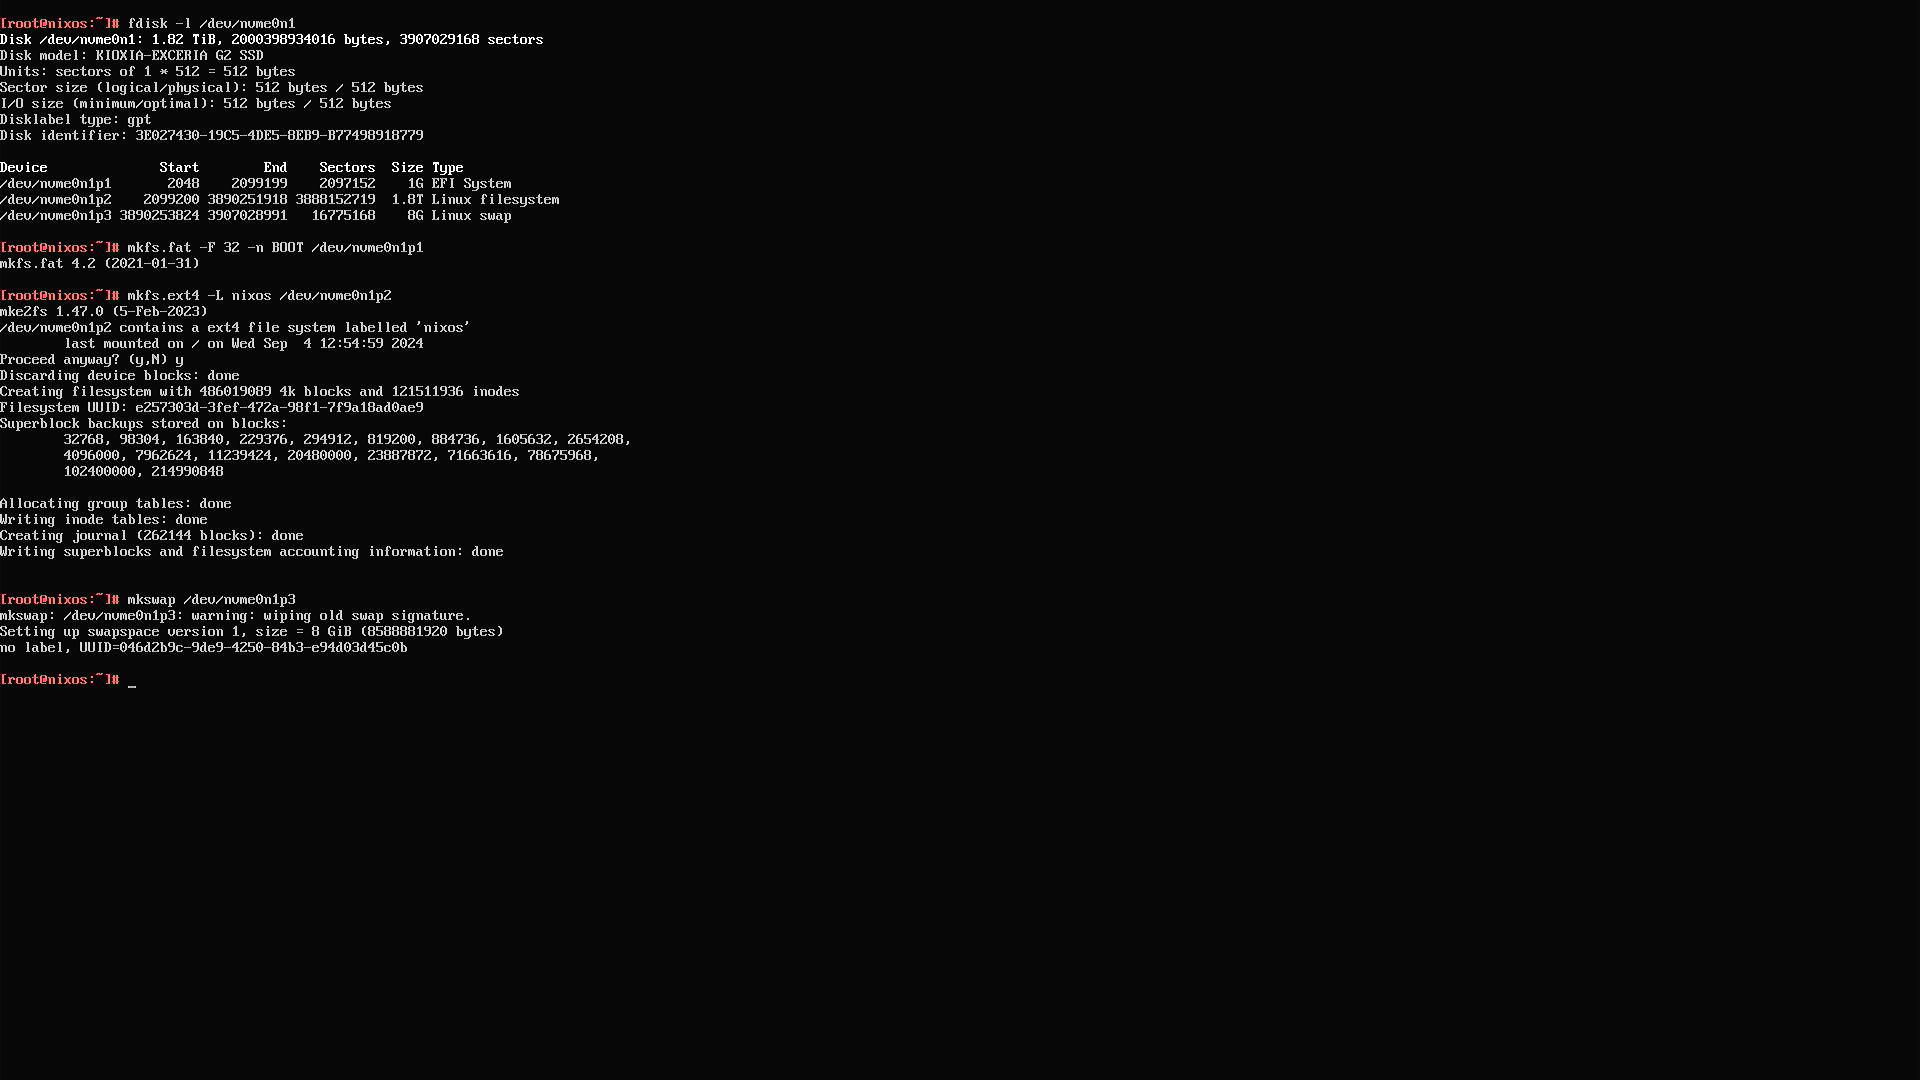 [root@nixos:~]# fdisk -l /dev/nvme0n1
Disk /dev/nvme0n1: 1.82 TiB, 2000398934016 bytes, 3907029168 sectors
Disk model: KIOXIA-EXCERIA G2 SSD
Units: sectors of 1 * 512 = 512 bytes
Sector size (logical/physical): 512 bytes / 512 bytes
I/O size (minimum/optimal): 512 bytes / 512 bytes
Disklabel type: gpt
Disk identifier: 3E027430-19C5-4DE5-8EB9-B77498918779
Device              Start        End    Sectors  Size Type
/dev/nvme0n1p1       2048    2099199    2097152    1G EFI System
/dev/nvme0n1p2    2099200 3890251918 3888152719  1.8T Linux filesystem
/dev/nvme0n1p3 3890253824 3907028991   16775168    8G Linux swap
[root@nixos:~]# mkfs.fat -F 32 -n BOOT /dev/nvme0n1p1
mkfs.fat 4.2 (2021-01-31)
[root@nixos:~]# mkfs.ext4 -L nixos /dev/nvme0n1p2
mke2fs 1.47.0 (5-Feb-2023)
/dev/nvme0n1p2 contains a ext4 file system labelled 'nixos'
        last mounted on / on Wed Sep  4 12:54:59 2024
Proceed anyway? (y,N) y
Discarding device blocks: done
Creating filesystem with 486019089 4k blocks and 121511936 inodes
Filesystem UUID: e257303d-3fef-472a-98f1-7f9a18ad0ae9
Superblock backups stored on blocks:
        32768, 98304, 163840, 229376, 294912, 819200, 884736, 1605632, 2654208,
        4096000, 7962624, 11239424, 20480000, 23887872, 71663616, 78675968,
        102400000, 214990848
Allocating group tables: done
Writing inode tables: done
Creating journal (262144 blocks): done
Writing superblocks and filesystem accounting information: done
[root@nixos:~]# mkswap /dev/nvme0n1p3
mkswap: /dev/nvme0n1p3: warning: wiping old swap signature.
Setting up swapspace version 1, size = 8 GiB (8588881920 bytes)
no label, UUID=046d2b9c-9de9-4250-84b3-e94d03d45c0b
[root@nixos:~]# _